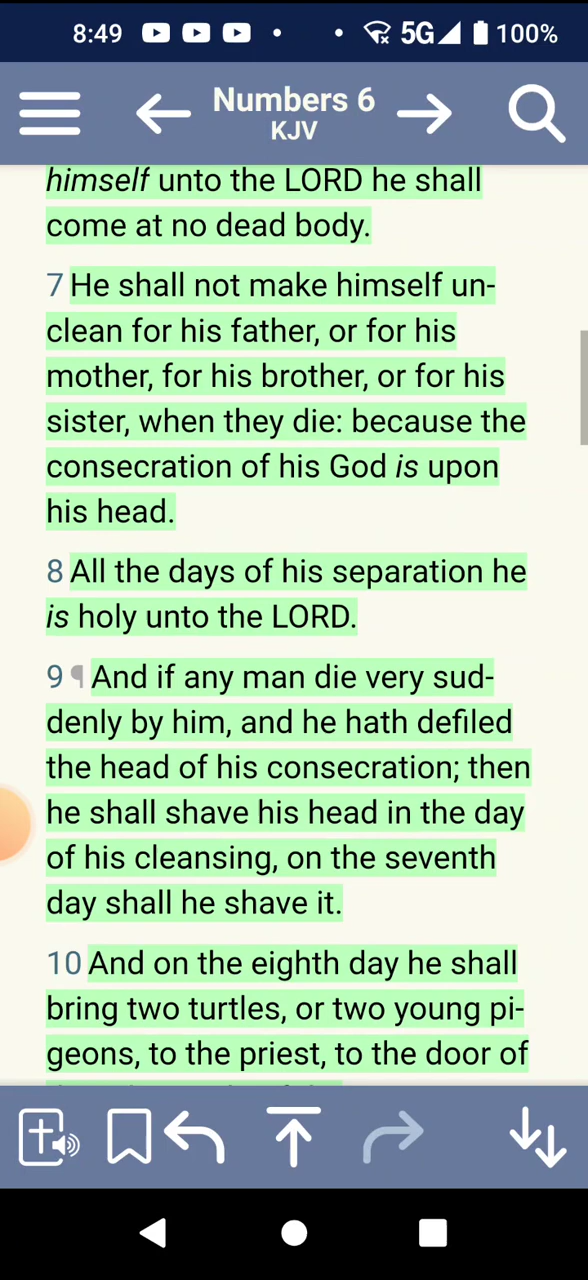 8:49
5G
100%
Numbers 6
KJV
himself unto the LORD he shall
come at no dead body.
7 He shall not make himself un-
clean for his father, or for his
mother, for his brother, or for his
sister, when they die: because the
consecration of his God is upon
his head.
8 All the days of his separation he
is holy unto the LORD.
9 ¶ And if any man die very sud-
denly by him, and he hath defiled
the head of his consecration; then
he shall shave his head in the day
of his cleansing, on the seventh
day shall he shave it.
10 And on the eighth day he shall
bring two turtles, or two young pi-
geons, to the priest, to the door of